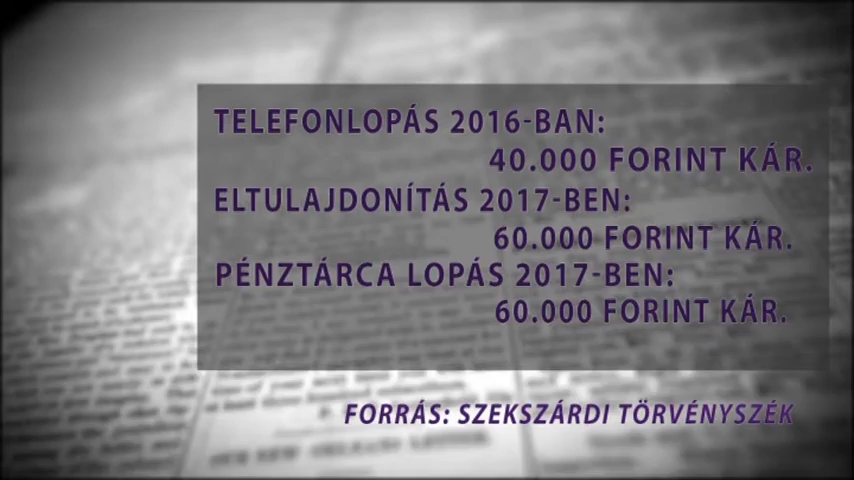 TELEFONLOPÁS 2016-BAN:
40.000 FORINT KÁR.
ELTULAJDONÍTÁS 2017-BEN:
60.000 FORINT KÁR.
PÉNZTÁRCA LOPÁS 2017-BEN:
60.000 FORINT KÁR.
FORRÁS: SZEKSZÁRDI TÖRVÉNYSZÉK